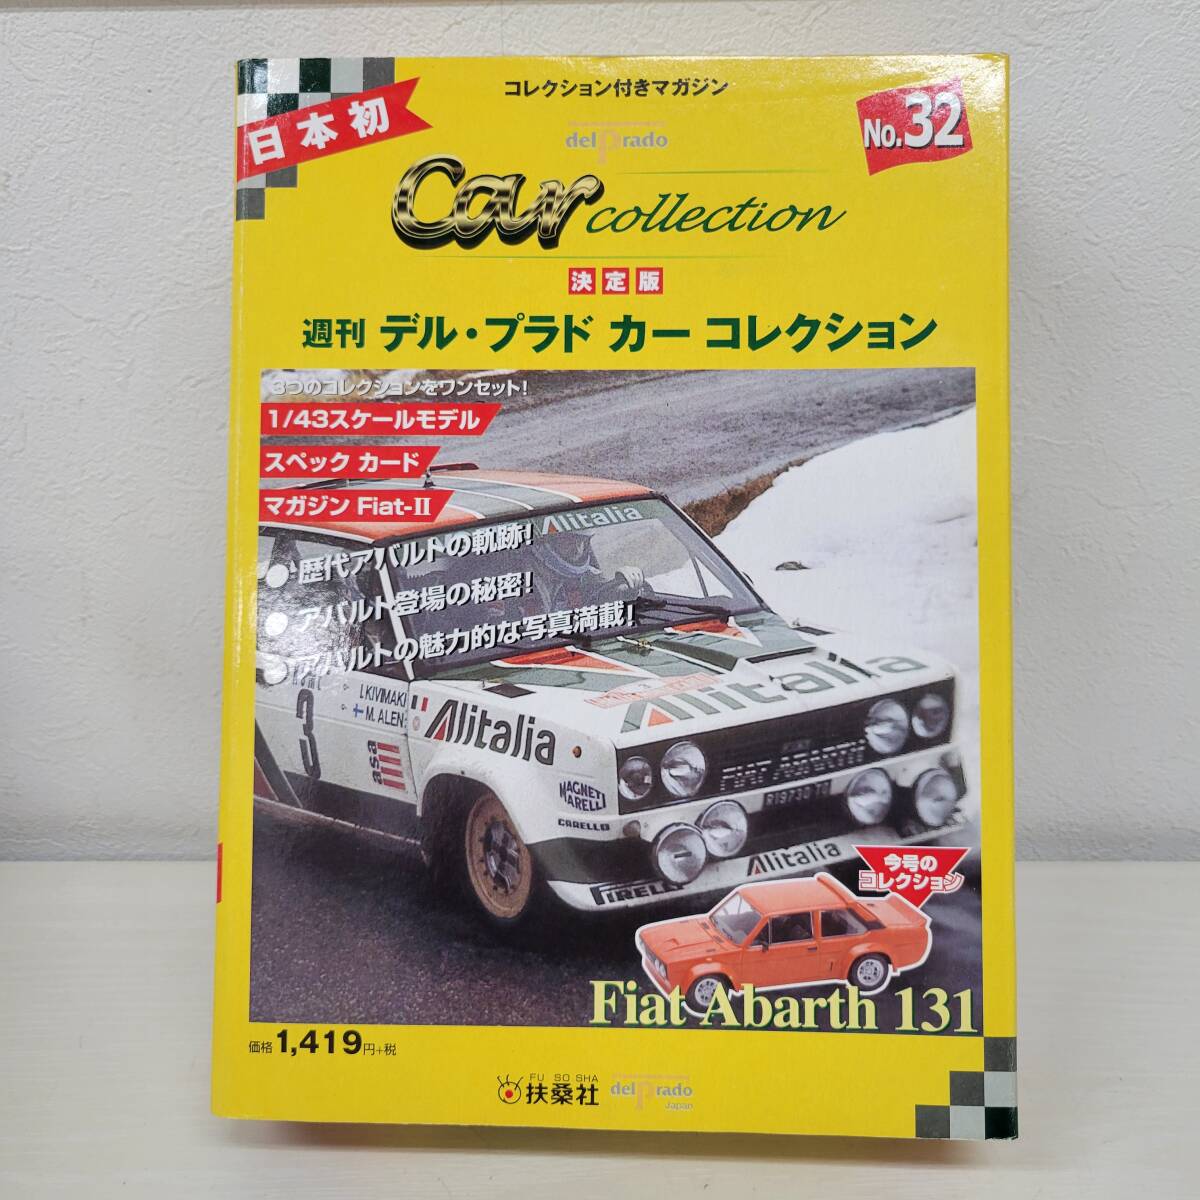 日本初
コレクション付きマガジン
del Prado
No.32
Car collection
決定版
週刊 デル・プラド カー コレクション
3つのコレクションをワンセット!
1/43スケールモデル
スペック カード
マガジン Fiat-II
●歴代アバルトの軌跡!
●アバルト登場の秘密!
●アバルトの魅力的な写真満載!
Alitalia
I.KIVIMAKI
M.ALEN
3
asa
Alitalia
Alitalia
FIAT ABARTH
MAGNETI MARELLI
CARELLO
PIRELLI
Alitalia
今号の
コレクション
Fiat Abarth 131
価格1,419円+税
FU SO SHA
扶桑社
del Prado
Japan